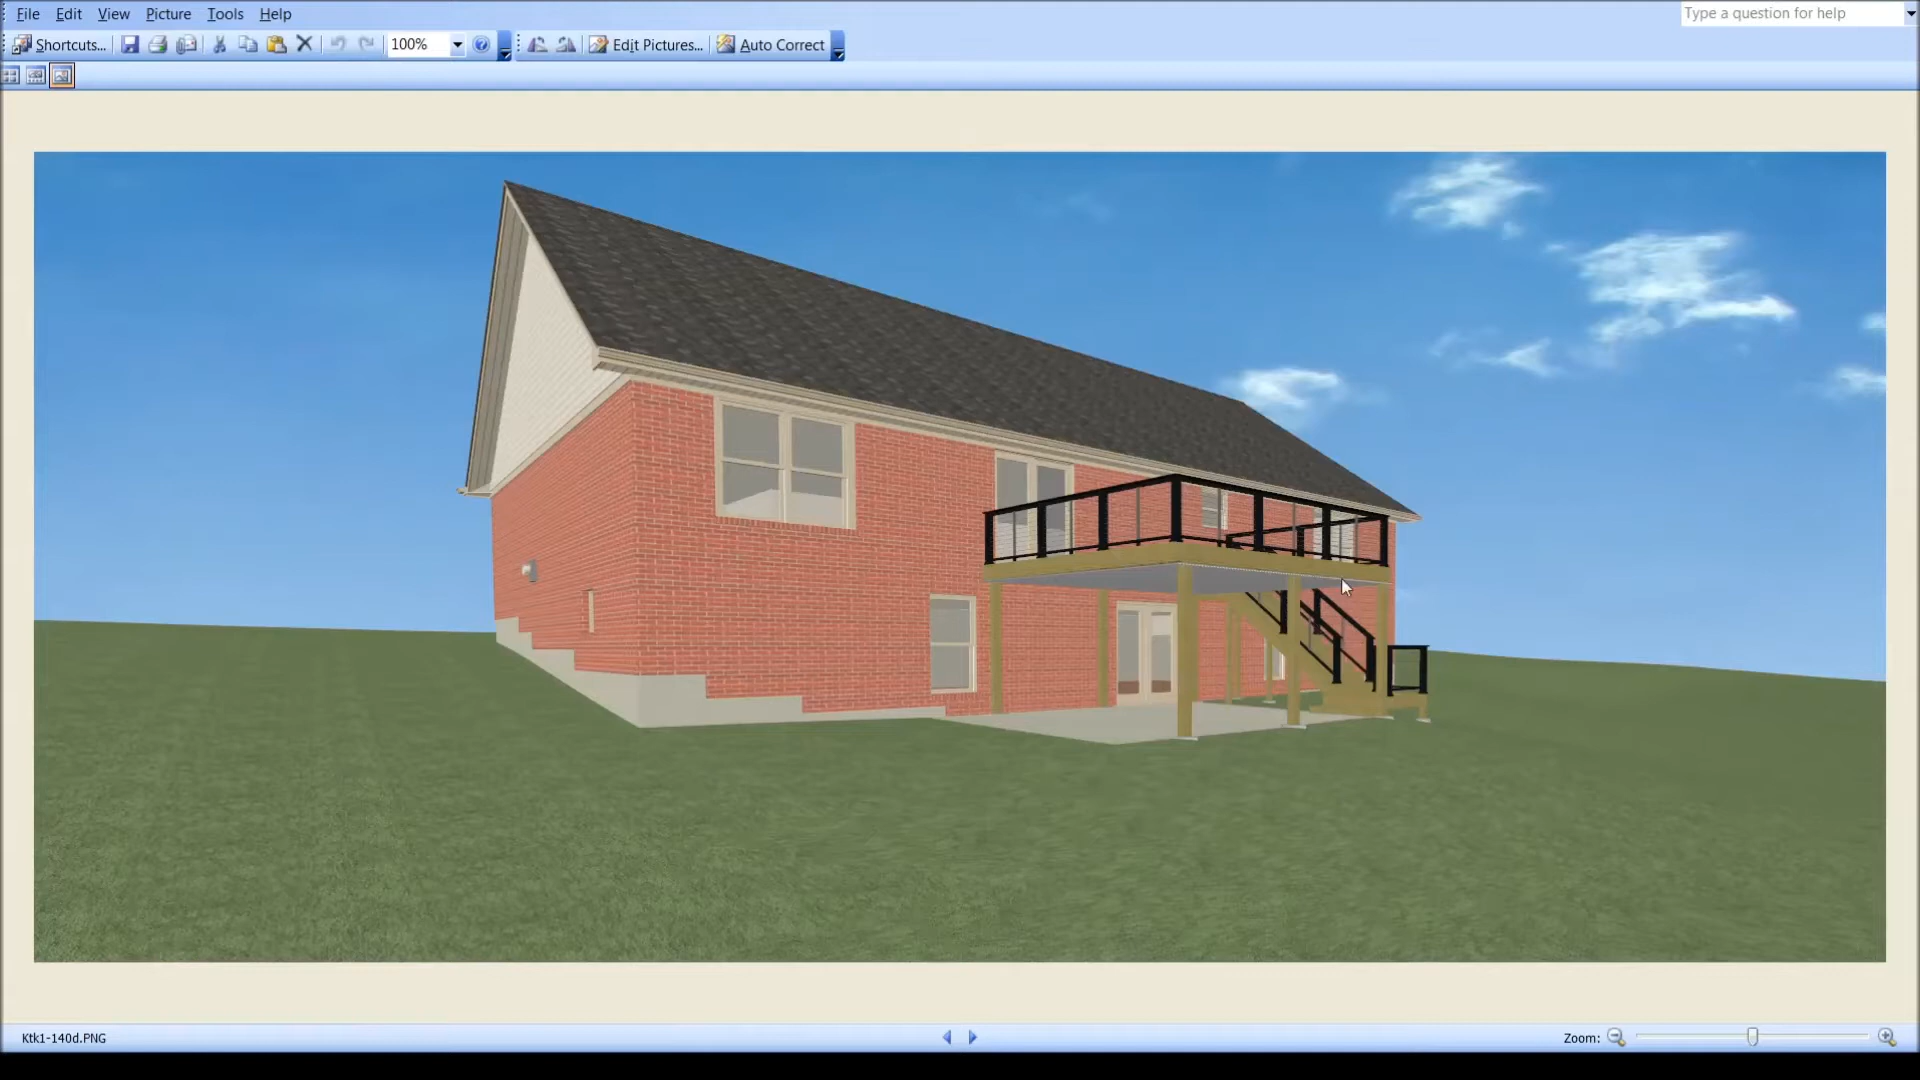 File Edit View Picture Tools Help
Type a question for help
Shortcuts... 100% Edit Pictures... Auto Correct
Ktk1-140d.PNG
Zoom: